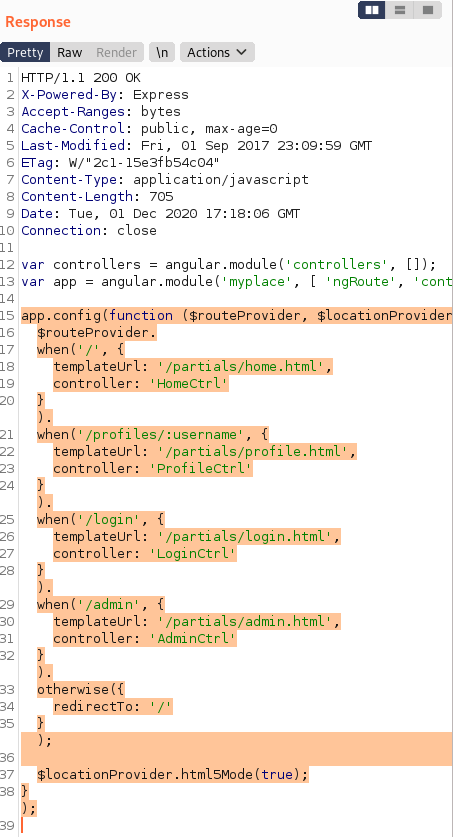 Response
Pretty Raw Render \n Actions
1 HTTP/1.1 200 OK
2 X-Powered-By: Express
3 Accept-Ranges: bytes
4 Cache-Control: public, max-age=0
5 Last-Modified: Fri, 01 Sep 2017 23:09:59 GMT
6 ETag: W/"2c1-15e3fb54c04"
7 Content-Type: application/javascript
8 Content-Length: 705
9 Date: Tue, 01 Dec 2020 17:18:06 GMT
10 Connection: close
11
12 var controllers = angular.module('controllers', []);
13 var app = angular.module('myplace', [ 'ngRoute', 'cont
14
15 app.config(function ($routeProvider, $locationProvider
16   $routeProvider.
17   when('/', {
18     templateUrl: '/partials/home.html',
19     controller: 'HomeCtrl'
20   }
  ).
21   when('/profiles/:username', {
22     templateUrl: '/partials/profile.html',
23     controller: 'ProfileCtrl'
24   }
  ).
25   when('/login', {
26     templateUrl: '/partials/login.html',
27     controller: 'LoginCtrl'
28   }
  ).
29   when('/admin', {
30     templateUrl: '/partials/admin.html',
31     controller: 'AdminCtrl'
32   }
  ).
33   otherwise({
34     redirectTo: '/'
35   }
  );
36
37   $locationProvider.html5Mode(true);
38 }
);
39